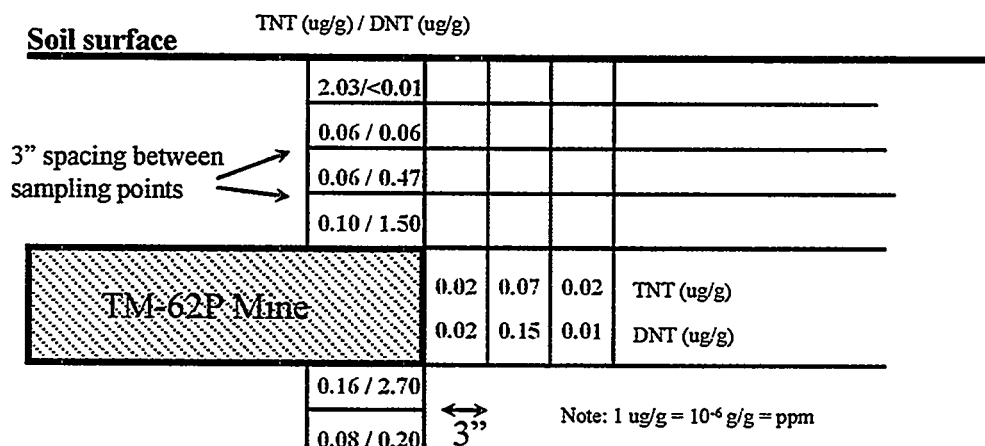 TNT (ug/g) / DNT (ug/g)
Soil surface
2.03/<0.01
0.06 / 0.06
3” spacing between
sampling points
0.06 / 0.47
0.10 / 1.50
TM-62P Mine
0.02 0.07 0.02 TNT (ug/g)
0.02 0.15 0.01 DNT (ug/g)
0.16 / 2.70
0.08 / 0.20
3”
Note: 1 ug/g = 10⁻⁶ g/g = ppm